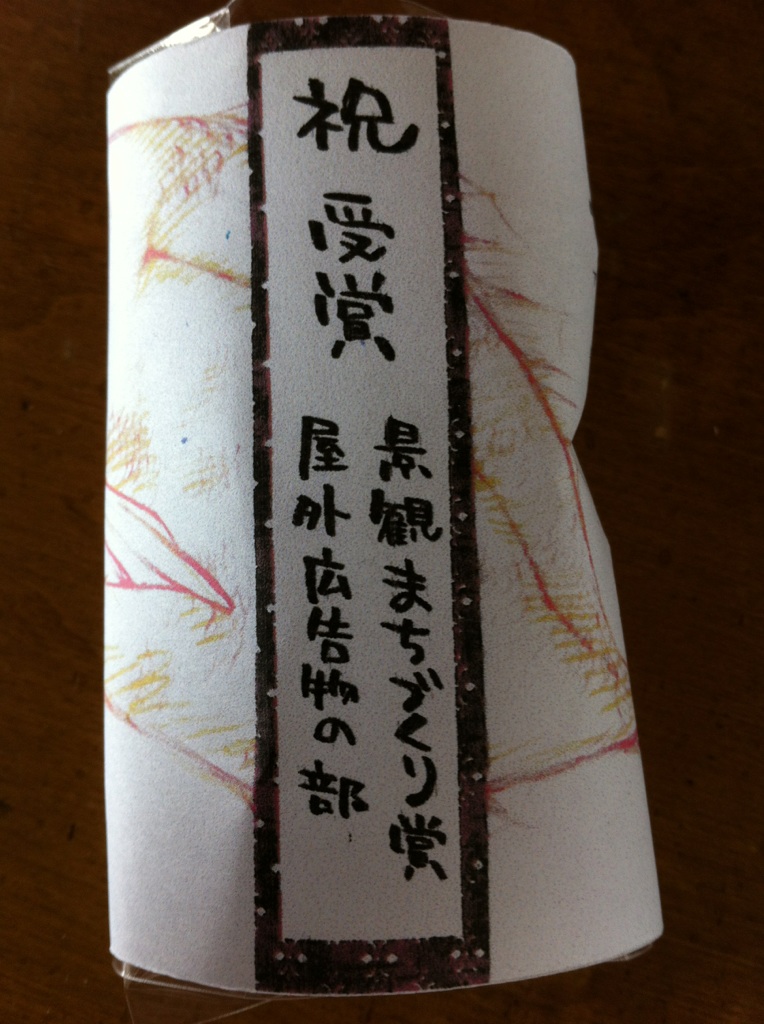 祝 受賞
景観まちづくり賞
屋外広告物の部